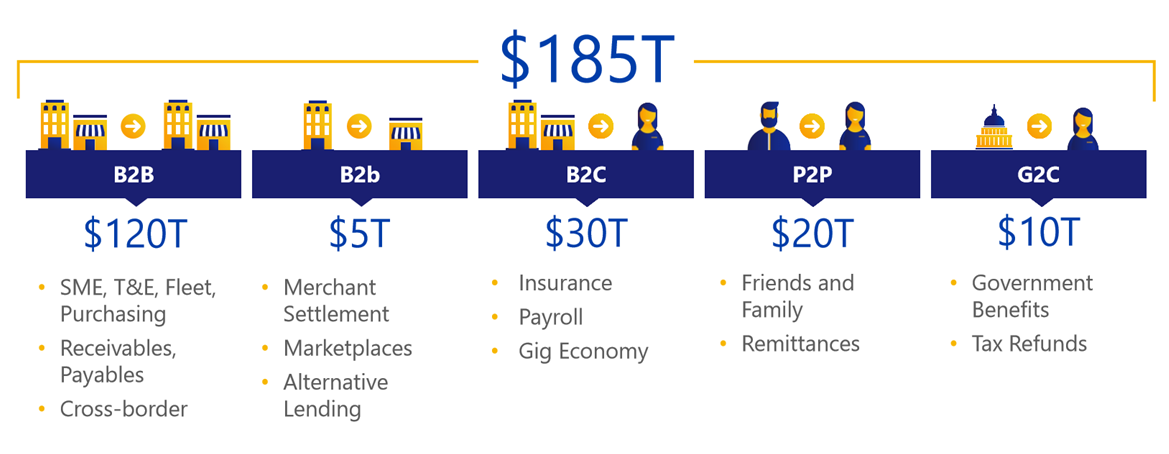 $185T
B2B
B2b
B2C
P2P
G2C
$120T
$5T
$30T
$20T
$10T
• SME, T&E, Fleet,
Purchasing
• Receivables,
Payables
• Cross-border
• Merchant
Settlement
• Marketplaces
• Alternative
Lending
• Insurance
• Payroll
• Gig Economy
• Friends and
Family
• Remittances
• Government
Benefits
• Tax Refunds